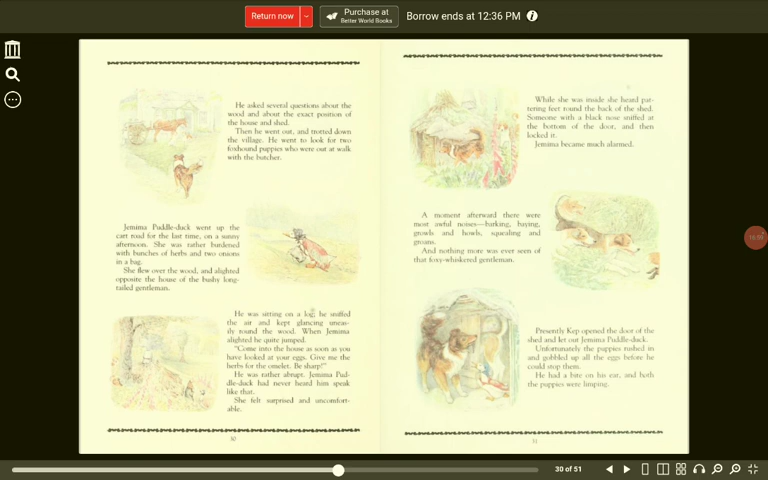 Return now
Purchase at
Better World Books
Borrow ends at 12:36 PM
He asked several questions about the
wood and about the exact position of
the house and shed.
Then he went out, and trotted down
the village. He went to look for two
foxhound puppies who were out at walk
with the butcher.
Jemima Puddle-duck went up the
cart road for the last time, on a sunny
afternoon. She was rather burdened
with bunches of herbs and two onions
in a bag.
She flew over the wood, and alighted
opposite the house of the bushy long-
tailed gentleman.
He was sitting on a log; he sniffed
the air and kept glancing uneas-
ily round the wood. When Jemima
alighted he quite jumped.
"Come into the house as soon as you
have looked at your eggs. Give me the
herbs for the omelet. Be sharp!"
He was rather abrupt. Jemima Pud-
dle-duck had never heard him speak
like that.
She felt surprised and uncomfort-
able.
30
While she was inside she heard pat-
tering feet round the back of the shed.
Someone with a black nose sniffed at
the bottom of the door, and then
locked it.
Jemima became much alarmed.
A moment afterward there were
most awful noises—barking, baying,
growls and howls, squealing and
groans.
And nothing more was ever seen of
that foxy-whiskered gentleman.
Presently Kep opened the door of the
shed and let out Jemima Puddle-duck.
Unfortunately the puppies rushed in
and gobbled up all the eggs before he
could stop them.
He had a bite on his ear, and both
the puppies were limping.
31
16:59
30 of 51